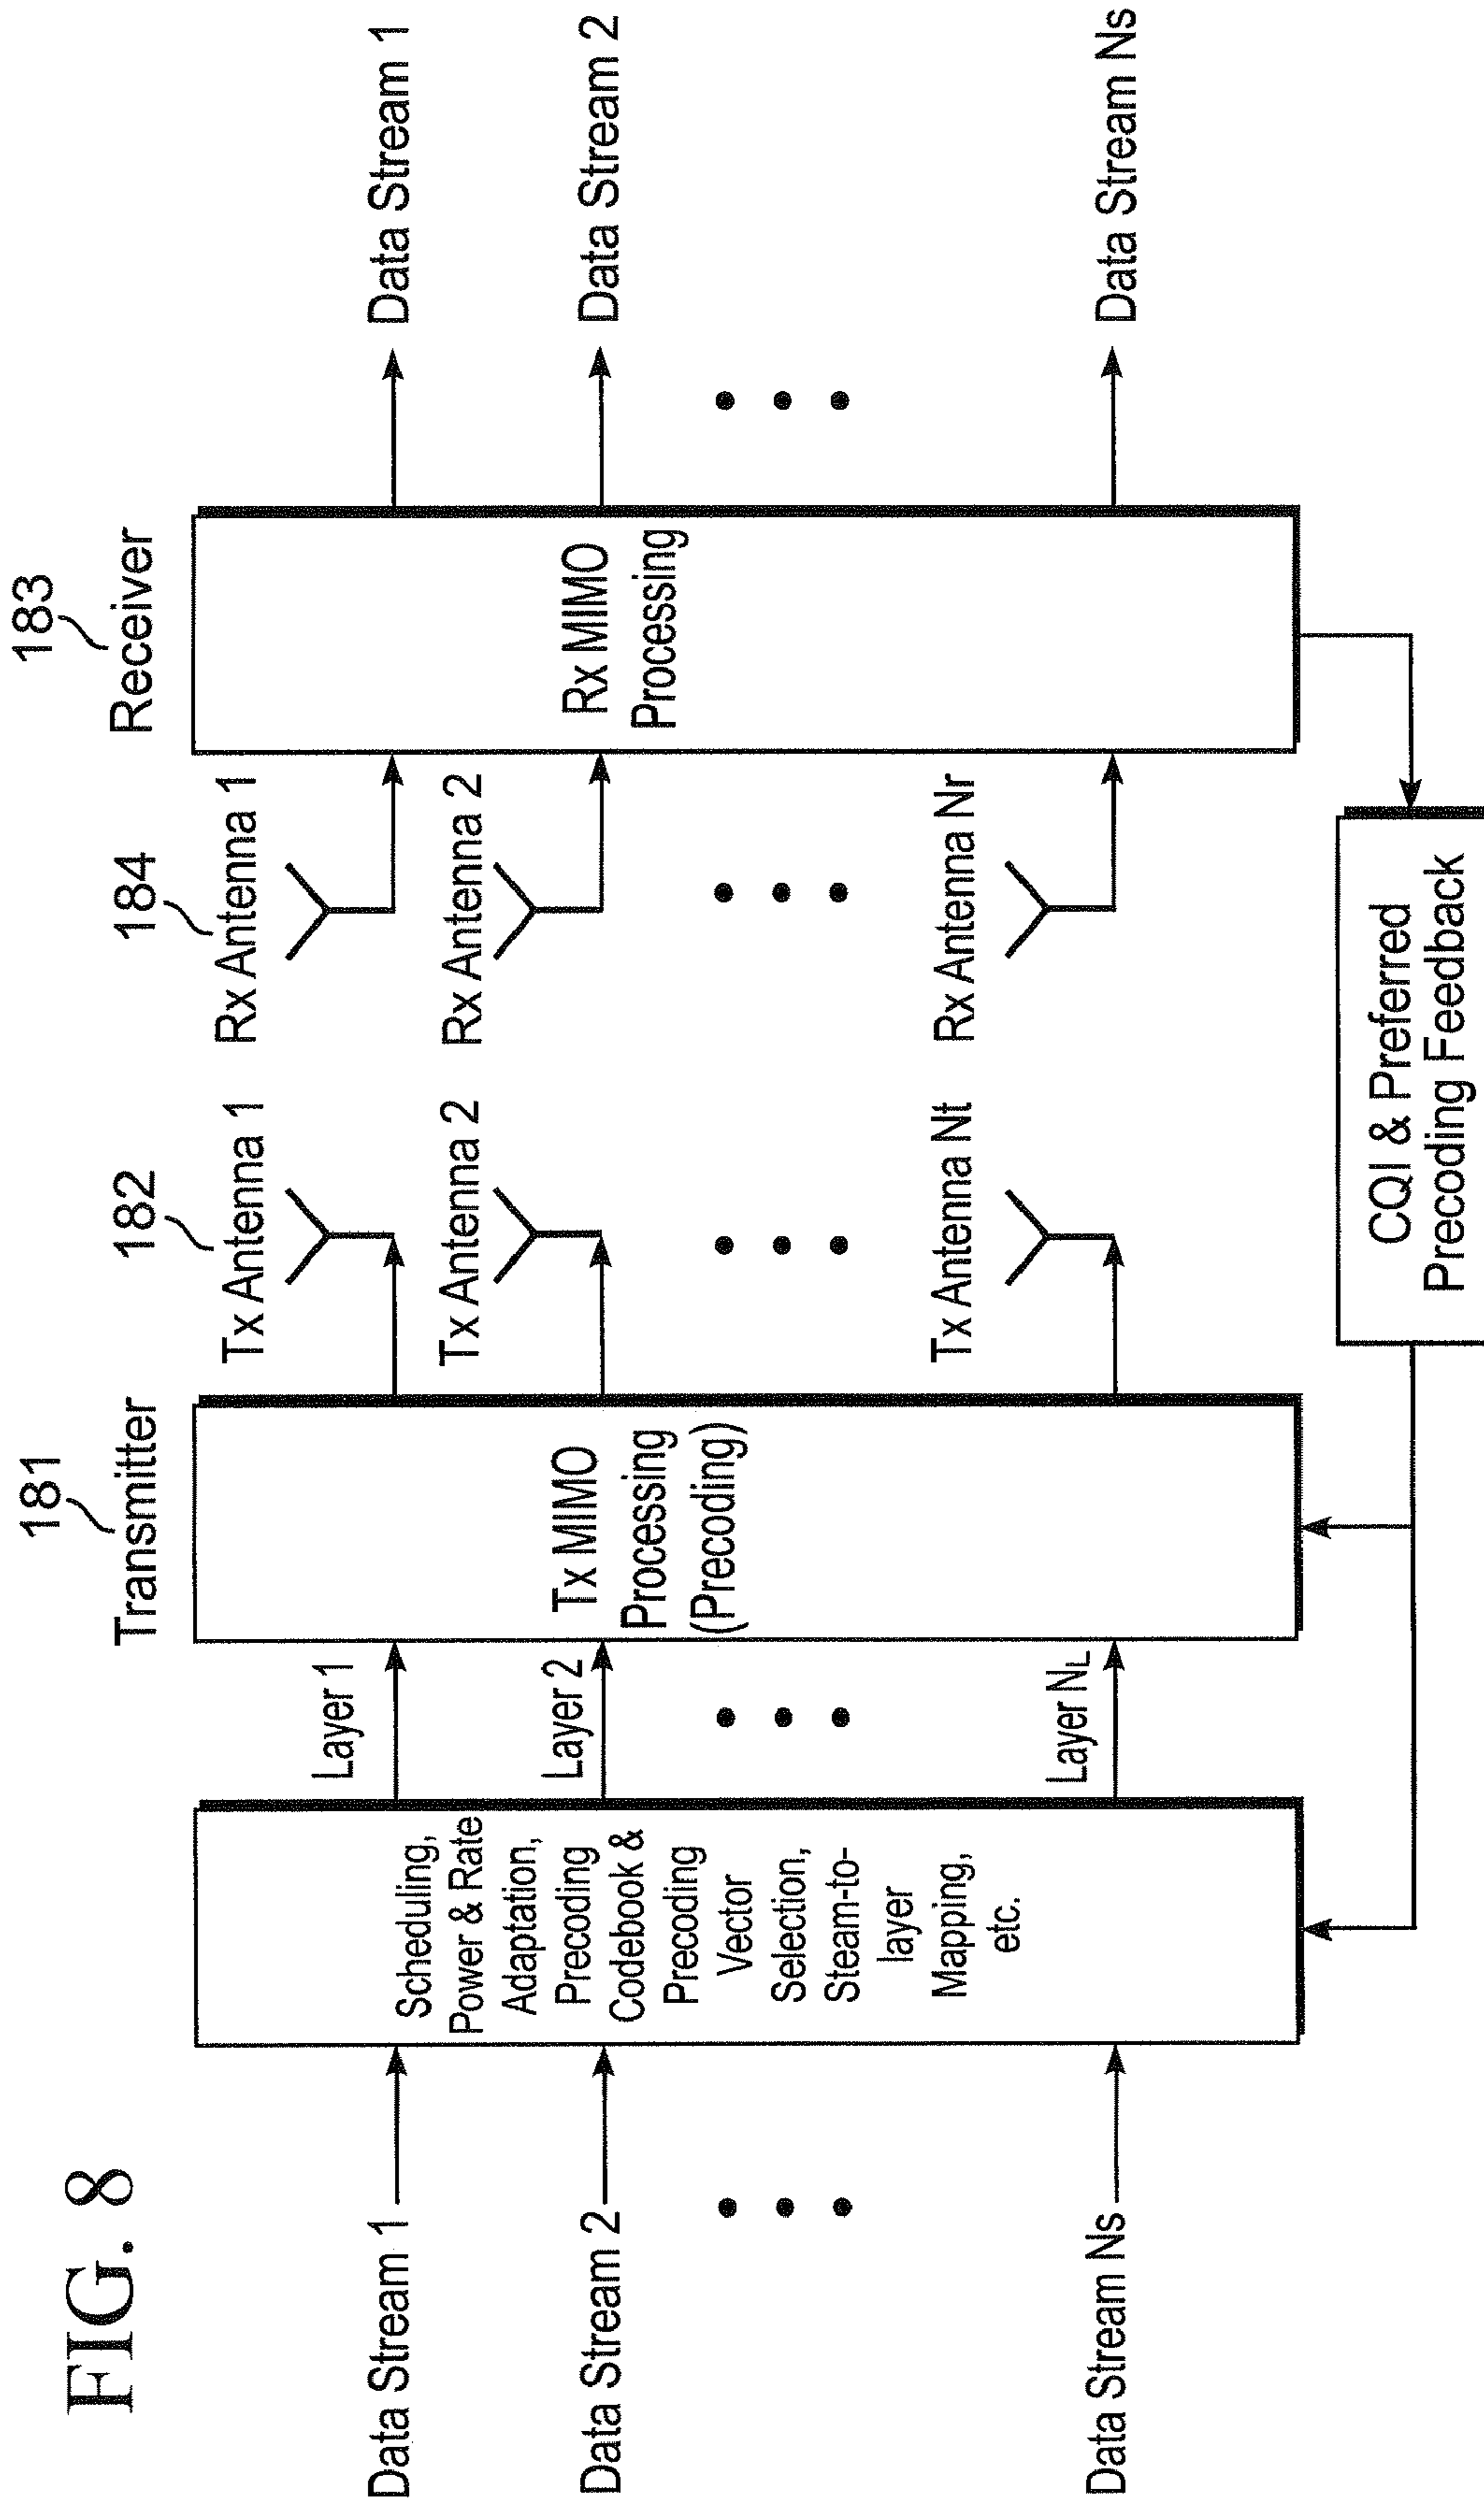 FIG. 8
Data Stream 1
Data Stream 2
Data Stream Ns
Scheduling,
Power & Rate
Adaptation,
Precoding
Codebook &
Precoding
Vector
Selection,
Steam-to-
layer
Mapping,
etc.
Layer 1
Layer 2
Layer NL
181
Transmitter
Tx MIMO
Processing
(Precoding)
182
Tx Antenna 1
Tx Antenna 2
Tx Antenna Nt
184
Rx Antenna 1
Rx Antenna 2
Rx Antenna Nr
183
Receiver
Rx MIMO
Processing
Data Stream 1
Data Stream 2
Data Stream Ns
CQI & Preferred
Precoding Feedback